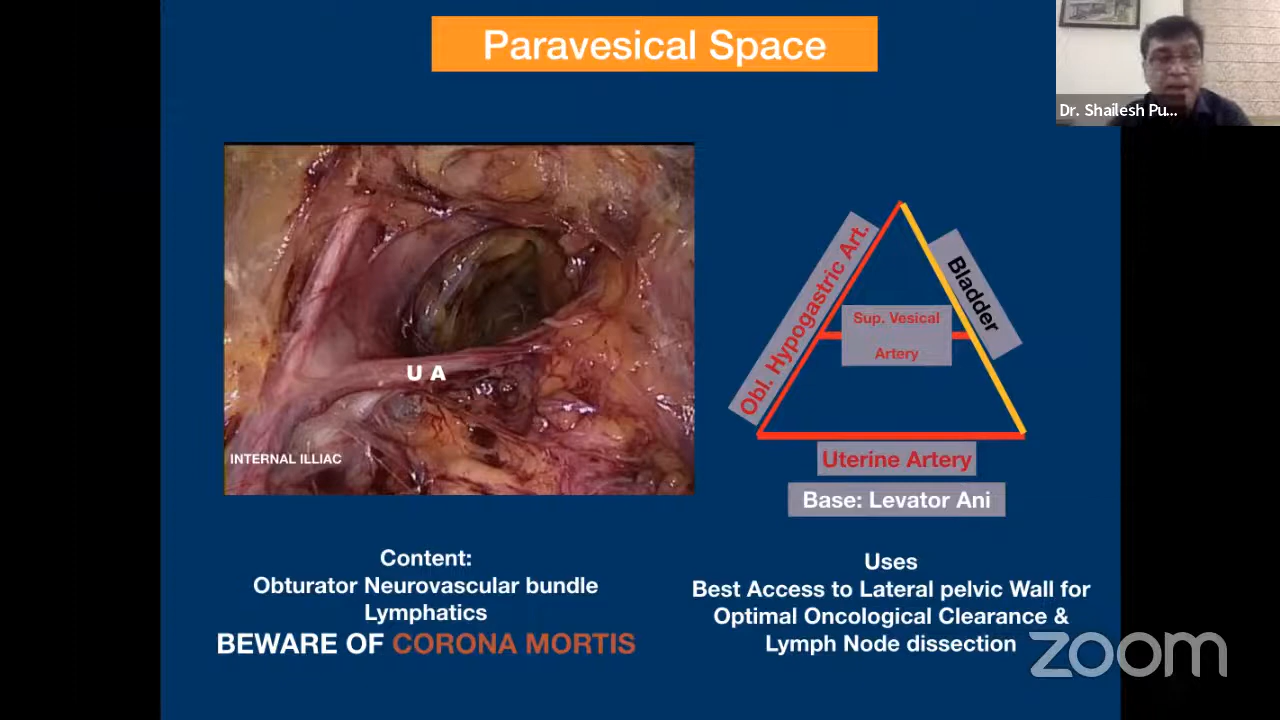 Paravesical Space
Dr. Shailesh Pu...
U A
INTERNAL ILLIAC
Obl. Hypogastric Art.
Bladder
Sup. Vesical
Artery
Uterine Artery
Base: Levator Ani
Content:
Obturator Neurovascular bundle
Lymphatics
BEWARE OF CORONA MORTIS
Uses
Best Access to Lateral pelvic Wall for
Optimal Oncological Clearance &
Lymph Node dissection
zoom